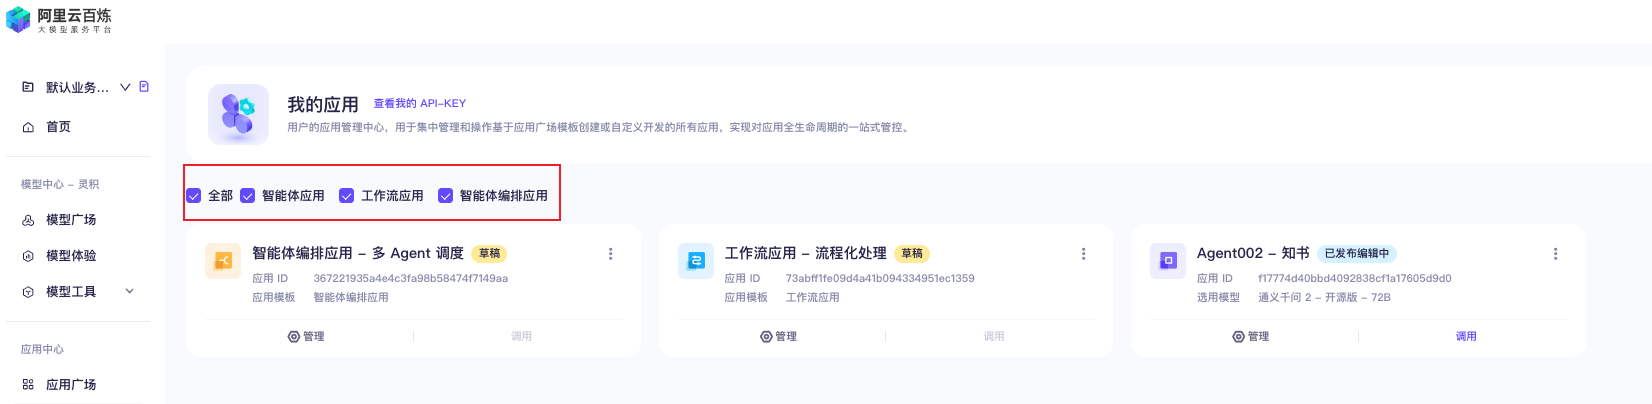 阿里云百炼
大模型服务平台
默认业务...
首页
模型中心 – 灵积
模型广场
模型体验
模型工具
应用中心
应用广场
我的应用 查看我的 API-KEY
用户的应用管理中心，用于集中管理和操作基于应用广场模板创建或自定义开发的所有应用，实现对应用全生命周期的一站式管控。
全部 智能体应用 工作流应用 智能体编排应用
智能体编排应用 – 多 Agent 调度 草稿
应用 ID 367221935a4e4c3fa98b58474f7149aa
应用模板 智能体编排应用
管理 调用
工作流应用 – 流程化处理 草稿
应用 ID 73abff1fe09d4a41b094334951ec1359
应用模板 工作流应用
管理 调用
Agent002 – 知书 已发布编辑中
应用 ID f17774d40bbd4092838cf1a17605d9d0
选用模型 通义千问 2 – 开源版 – 72B
管理 调用